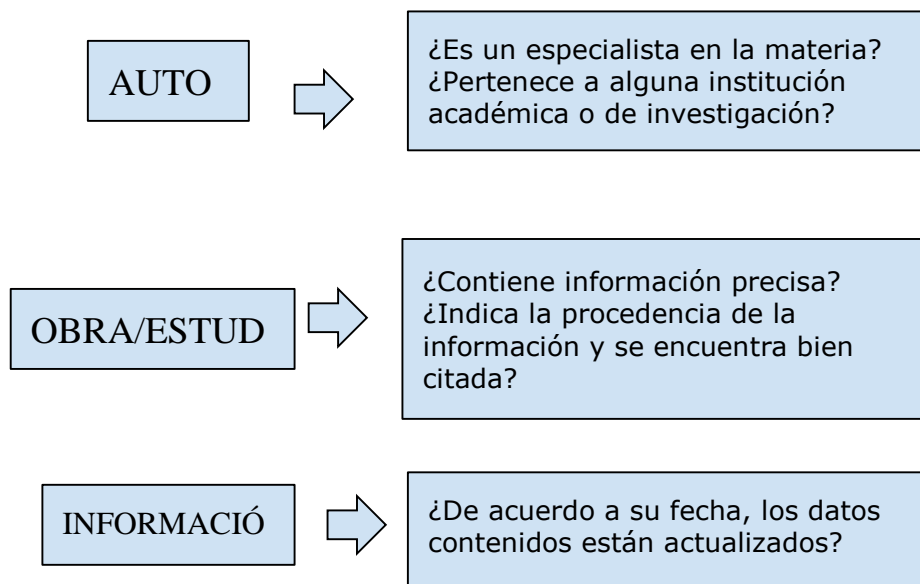 AUTO
¿Es un especialista en la materia?
¿Pertenece a alguna institución
académica o de investigación?
OBRA/ESTUD
¿Contiene información precisa?
¿Indica la procedencia de la
información y se encuentra bien
citada?
INFORMACIÓ
¿De acuerdo a su fecha, los datos
contenidos están actualizados?